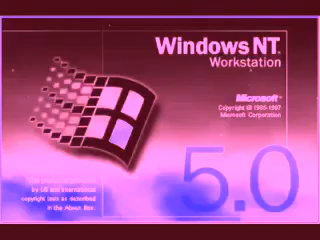 Windows NT
Workstation
Microsoft
Copyright © 1985-1997
Microsoft Corporation
5.0
by US and international
copyright laws as described
in the About Box.